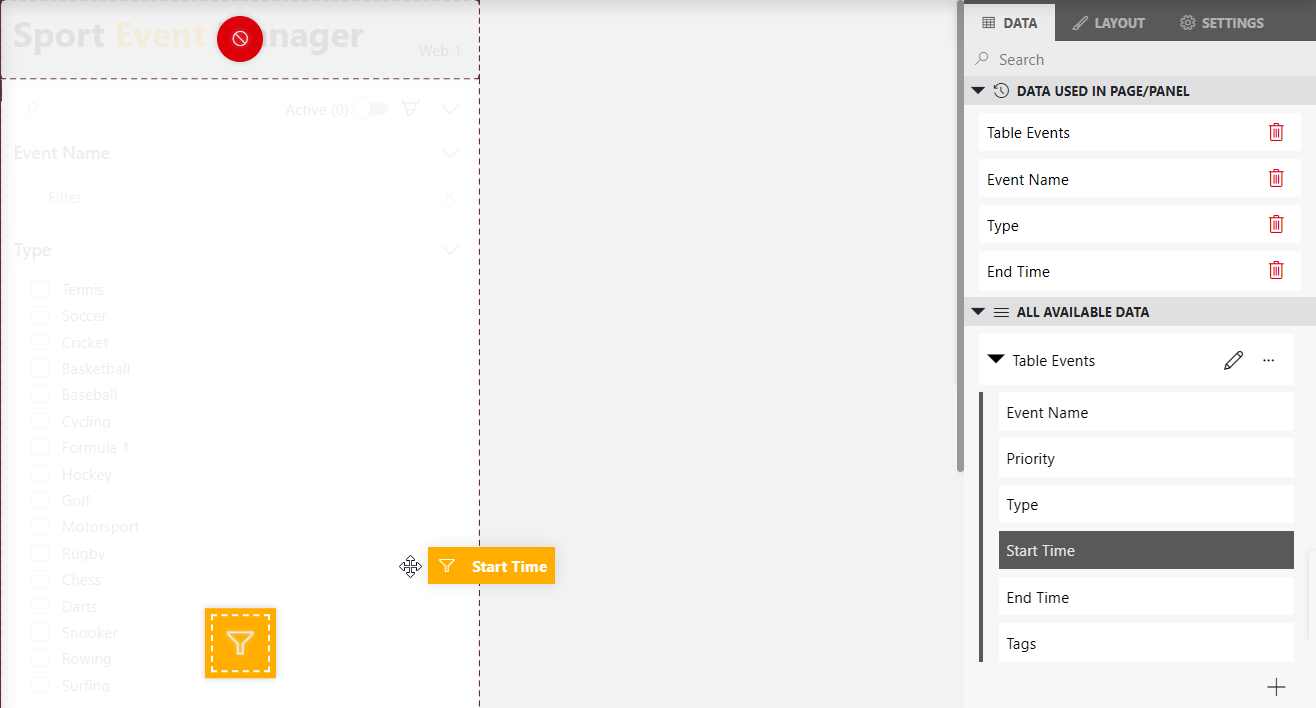 Sport Event anager
Web 1
Active (0)
Event Name
Filter
Type
Tennis
Soccer
Cricket
Basketball
Baseball
Cycling
Formula 1
Hockey
Golf
Motorsport
Rugby
Chess
Darts
Snooker
Rowing
Surfing
Start Time
DATA LAYOUT SETTINGS
Search
DATA USED IN PAGE/PANEL
Table Events
Event Name
Type
End Time
ALL AVAILABLE DATA
Table Events
Event Name
Priority
Type
Start Time
End Time
Tags